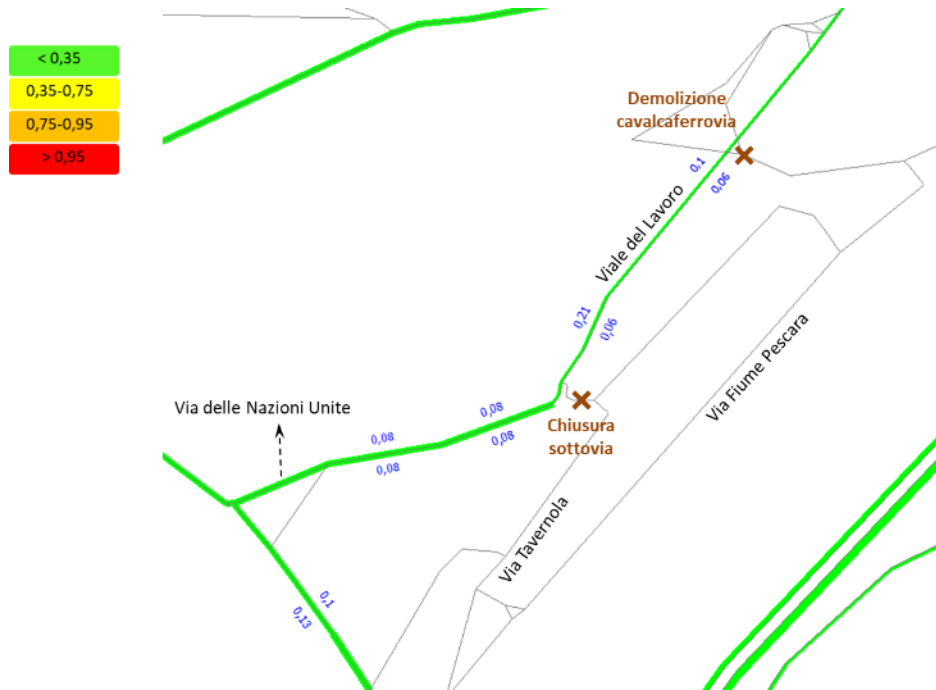 < 0,35
0,35-0,75
0,75-0,95
> 0,95
Demolizione
cavalcaferrovia
0,1
0,06
Viale del Lavoro
0,21
0,06
Via Fiume Pescara
Via delle Nazioni Unite
0,08
0,08
0,08
0,08
Chiusura
sottovia
Via Tavernola
0,1
0,13